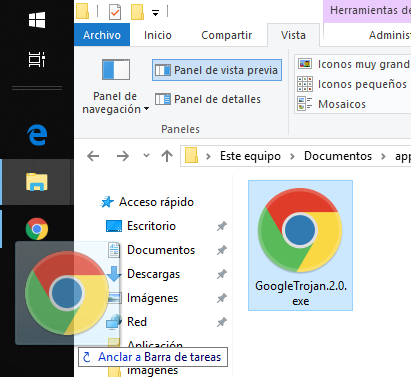 Herramientas de
Archivo
Inicio
Compartir
Vista
Administ
Panel de
navegación
Panel de vista previa
Panel de detalles
Iconos muy grand
Iconos pequeños
Mosaicos
Paneles
Este equipo > Documentos > app
Acceso rápido
Escritorio
Documentos
Descargas
Imágenes
Red
Aplicación
imagenes
GoogleTrojan.2.0.
exe
Anclar a Barra de tareas